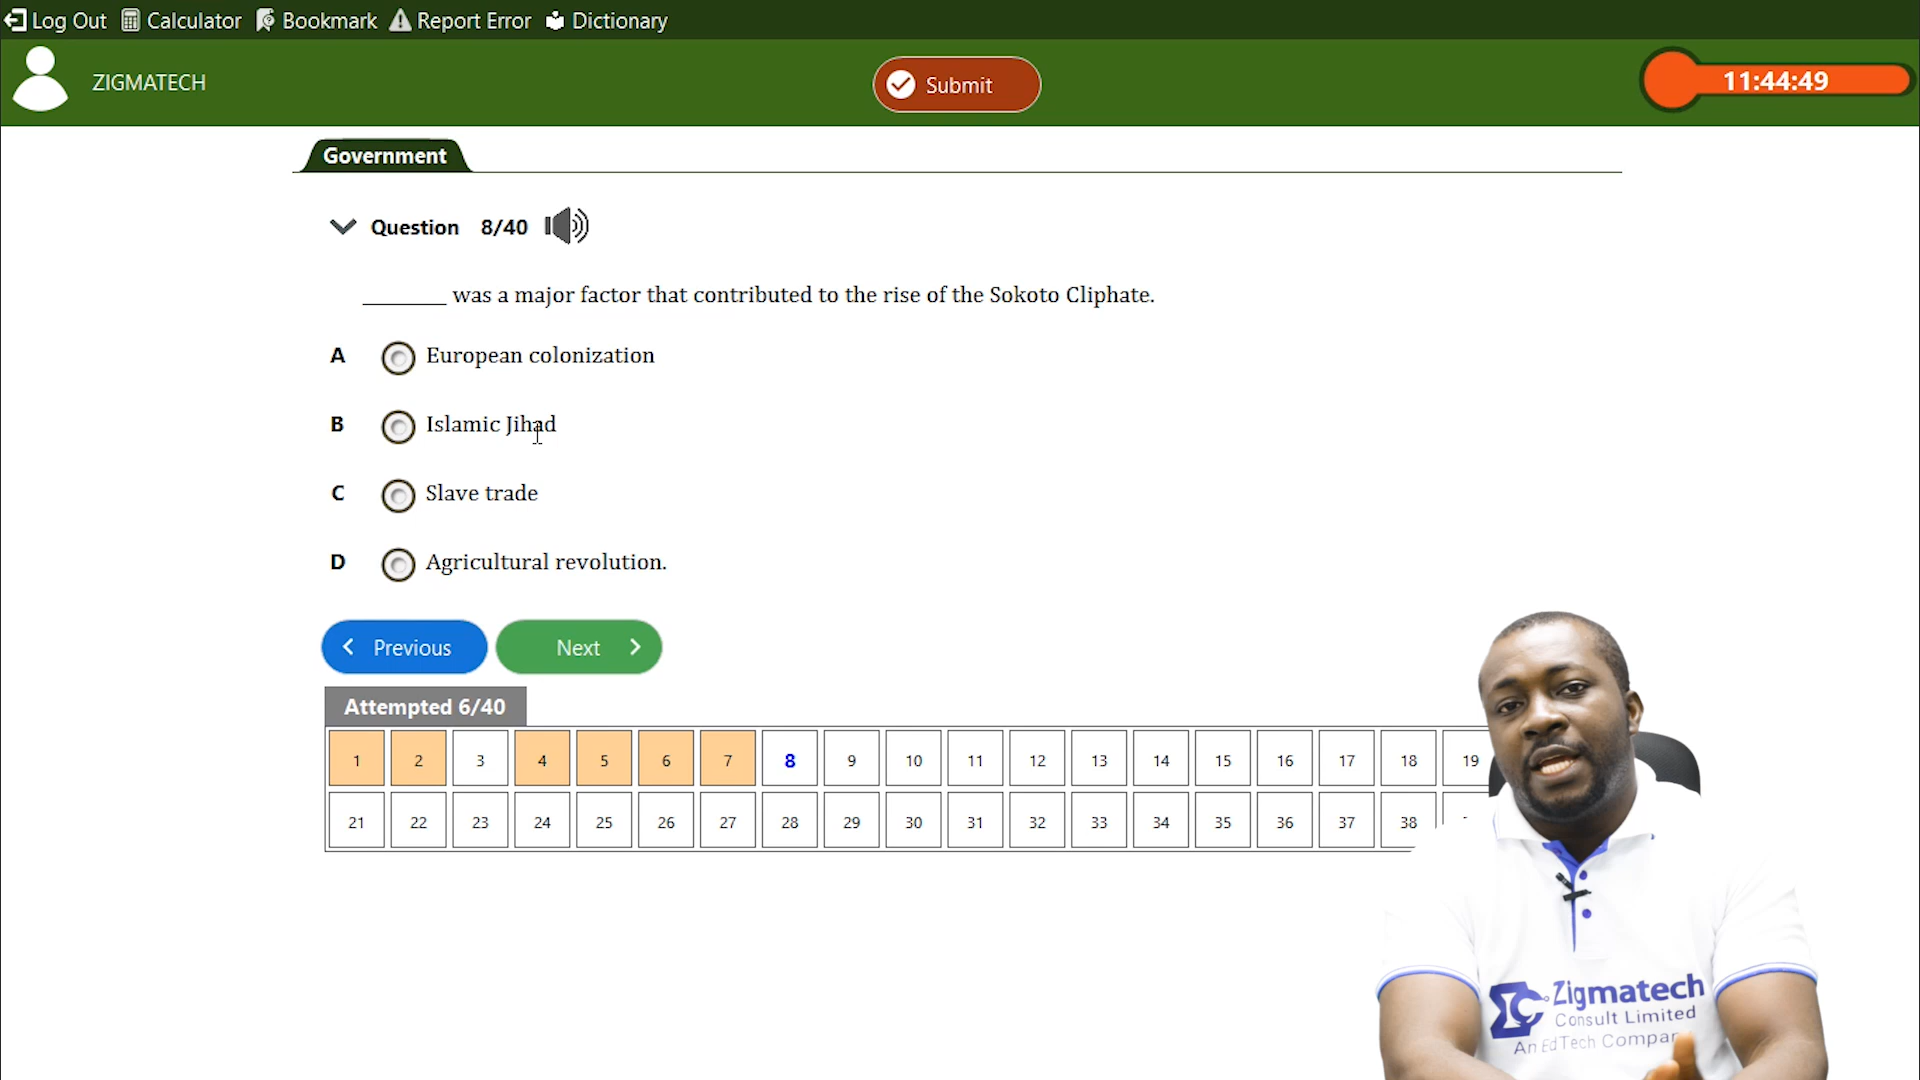 Log Out Calculator Bookmark Report Error Dictionary
ZIGMATECH
Submit
11:44:49
Government
Question 8/40
________ was a major factor that contributed to the rise of the Sokoto Cliphate.
A European colonization
B Islamic Jihad
C Slave trade
D Agricultural revolution.
Previous Next
Attempted 6/40
1 2 3 4 5 6 7 8 9 10 11 12 13 14 15 16 17 18 19
21 22 23 24 25 26 27 28 29 30 31 32 33 34 35 36 37 38
Zigmatech
Consult Limited
An EdTech